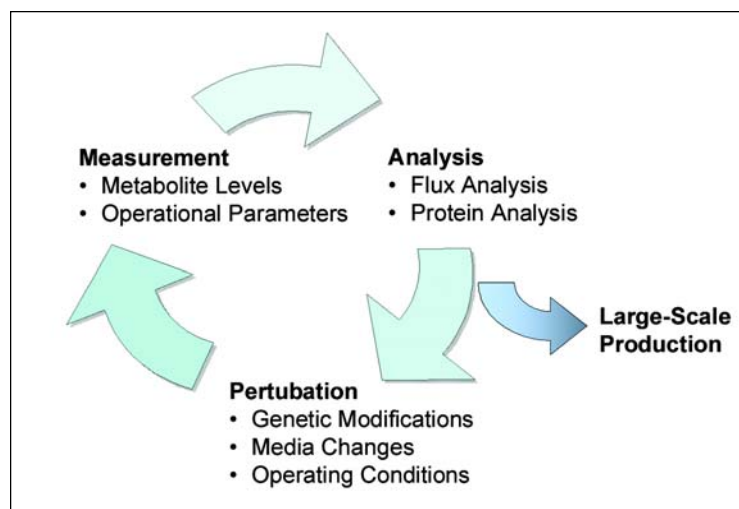 Measurement
• Metabolite Levels
• Operational Parameters
Analysis
• Flux Analysis
• Protein Analysis
Large-Scale
Production
Pertubation
• Genetic Modifications
• Media Changes
• Operating Conditions